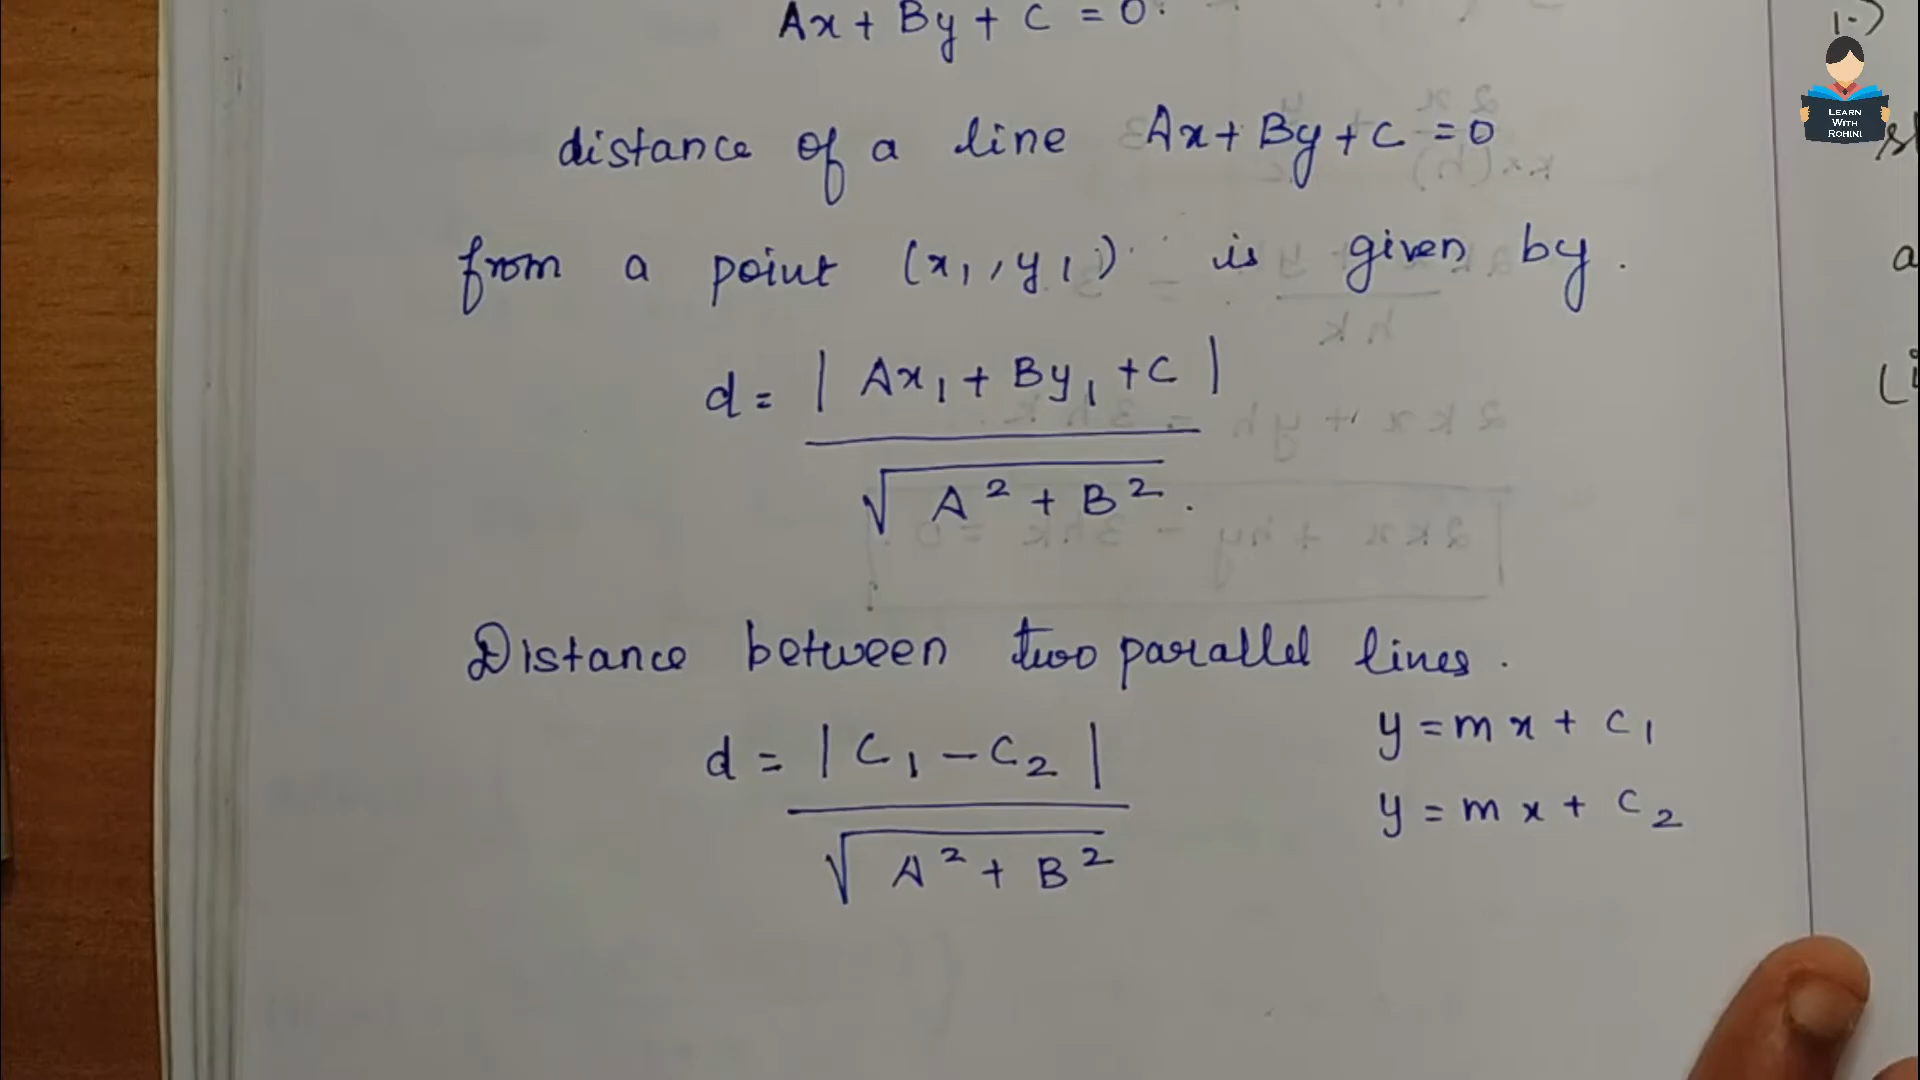 Ax + By + C = 0.
distance of a line Ax + By + C = 0
from a point (x₁, y₁) is given by.
d = | Ax₁ + By₁ + C |
√ A² + B².
Distance between two parallel lines.
d = | C₁ - C₂ |
√ A² + B²
y = mx + C₁
y = mx + C₂
1.)
a
(i
LEARN
WITH
ROHINI